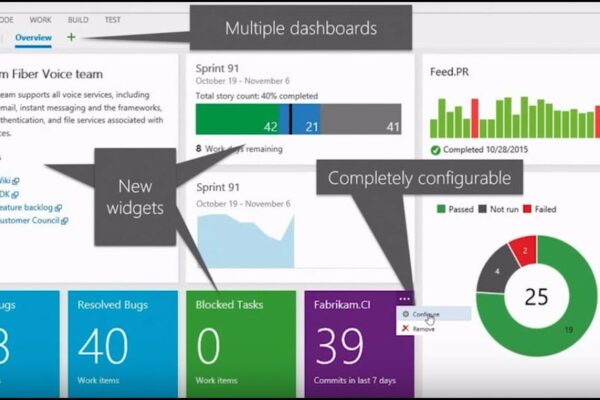 ODE WORK BUILD TEST
Overview +
Multiple dashboards
m Fiber Voice team
eam supports all voice services, including
mail, instant messaging and the frameworks,
thentication, and file services associated with
ces.
s
Wiki
DK
eature backlog
ustomer Council
New
widgets
Sprint 91
October 19 - November 6
Total story count: 40% completed
42 21 41
8 Work days remaining
Sprint 91
October 19 - November 6
Feed.PR
Completed 10/28/2015
Completely configurable
Passed Not run Failed
2
4
25
19
ugs
8
Work items
Resolved Bugs
40
Work items
Blocked Tasks
0
Work items
Fabrikam.CI
...
39
Commits in last 7 days
Configure
Remove